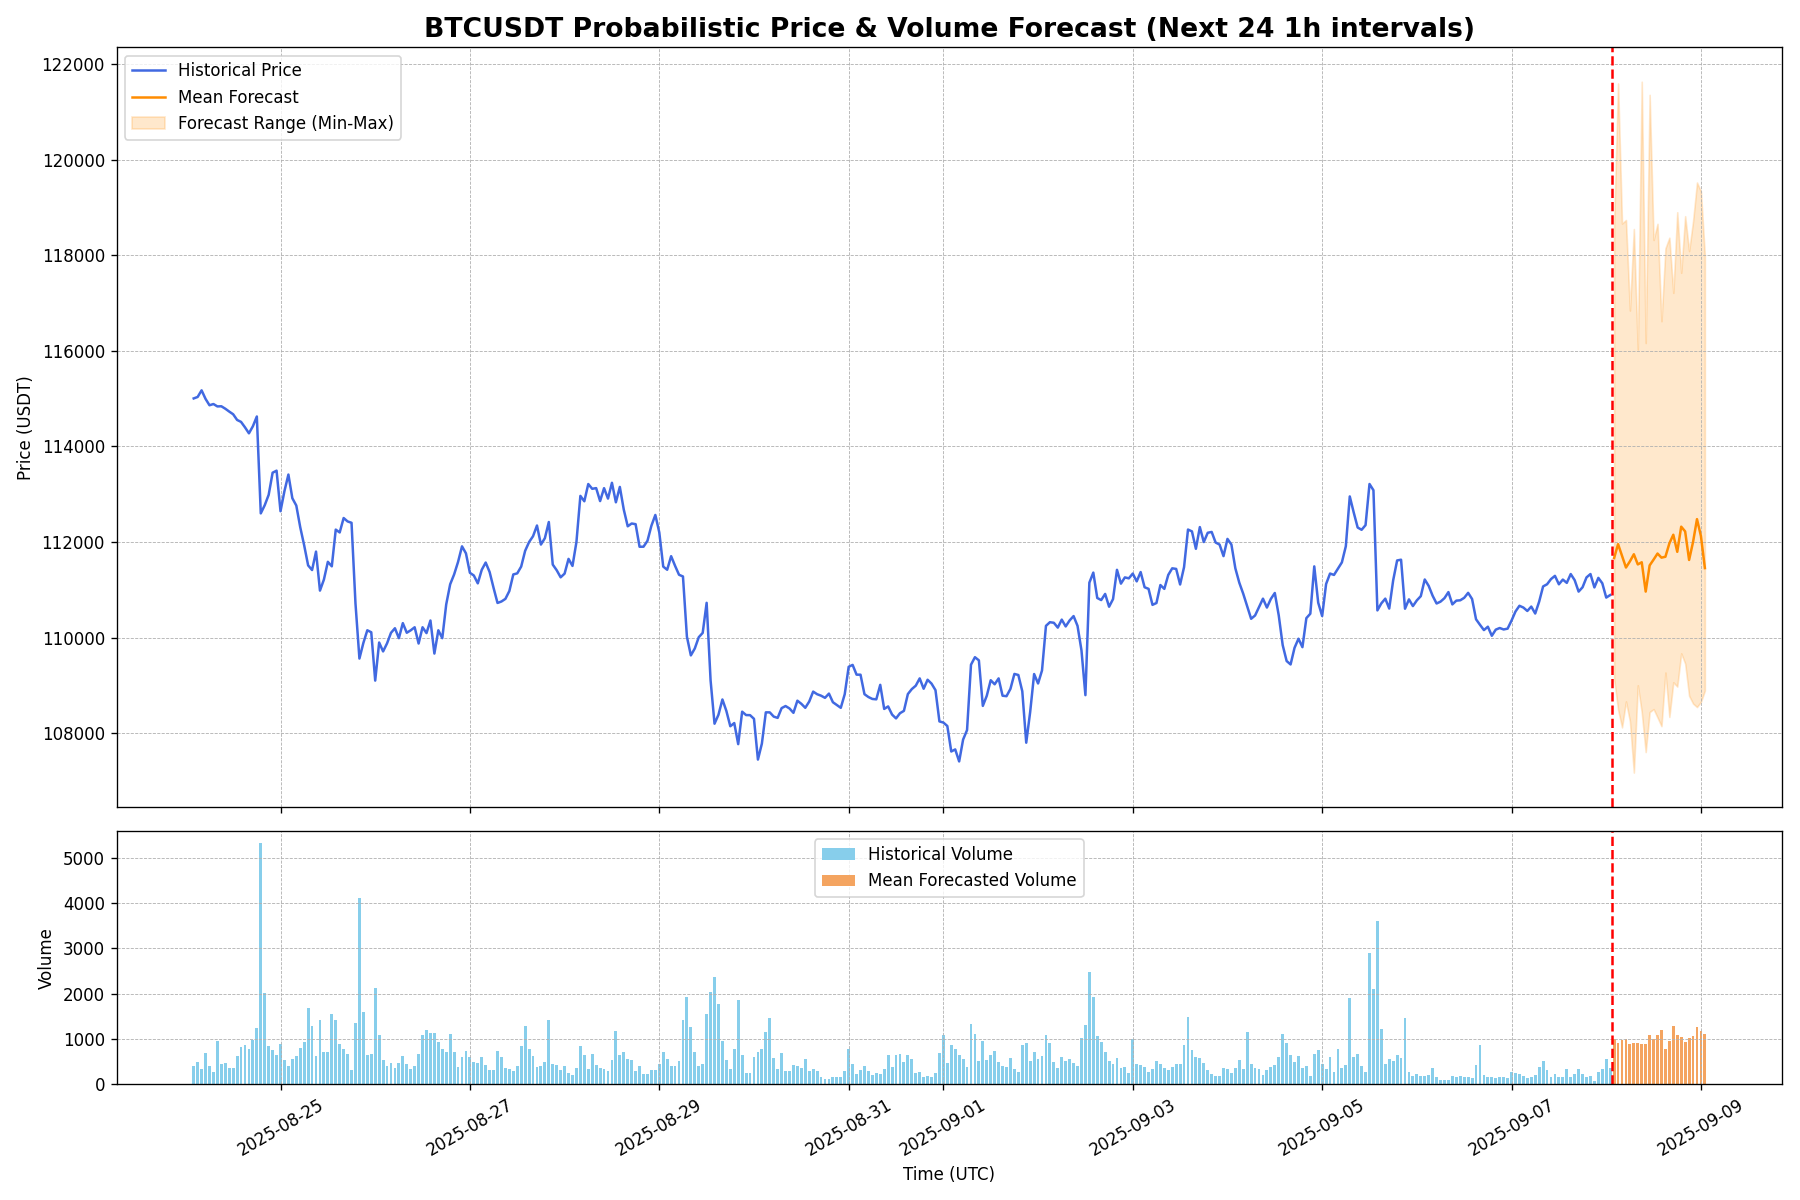 BTCUSDT Probabilistic Price & Volume Forecast (Next 24 1h intervals)
Historical Price
Mean Forecast
Forecast Range (Min-Max)
122000
120000
118000
116000
114000
112000
110000
108000
Price (USDT)
Historical Volume
Mean Forecasted Volume
5000
4000
3000
2000
1000
0
Volume
2025-08-25
2025-08-27
2025-08-29
2025-08-31
2025-09-01
2025-09-03
2025-09-05
2025-09-07
2025-09-09
Time (UTC)